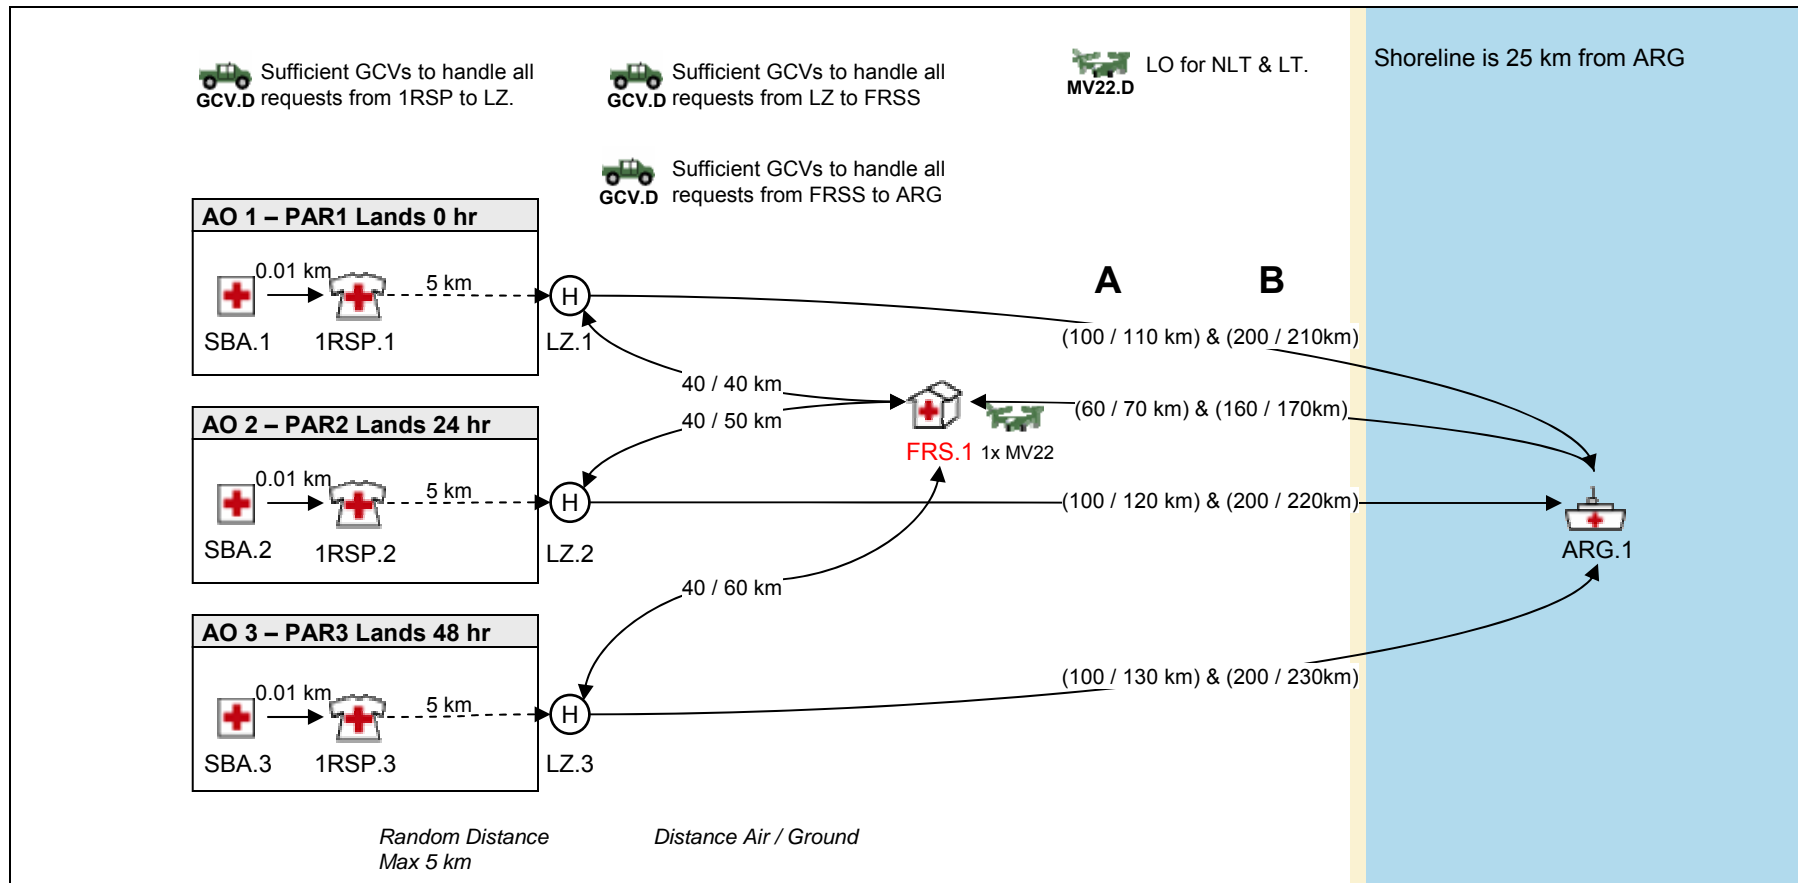 Sufficient GCVs to handle all
GCV.D requests from 1RSP to LZ.
Sufficient GCVs to handle all
GCV.D requests from LZ to FRSS
LO for NLT & LT.
MV22.D
Shoreline is 25 km from ARG
Sufficient GCVs to handle all
GCV.D requests from FRSS to ARG
AO 1 – PAR1 Lands 0 hr
0.01 km
5 km
H
SBA.1
1RSP.1
LZ.1
A
B
(100 / 110 km) & (200 / 210km)
40 / 40 km
40 / 50 km
(60 / 70 km) & (160 / 170km)
FRS.1
1x MV22
AO 2 – PAR2 Lands 24 hr
0.01 km
5 km
H
SBA.2
1RSP.2
LZ.2
(100 / 120 km) & (200 / 220km)
ARG.1
40 / 60 km
AO 3 – PAR3 Lands 48 hr
0.01 km
5 km
H
SBA.3
1RSP.3
LZ.3
(100 / 130 km) & (200 / 230km)
Random Distance
Max 5 km
Distance Air / Ground